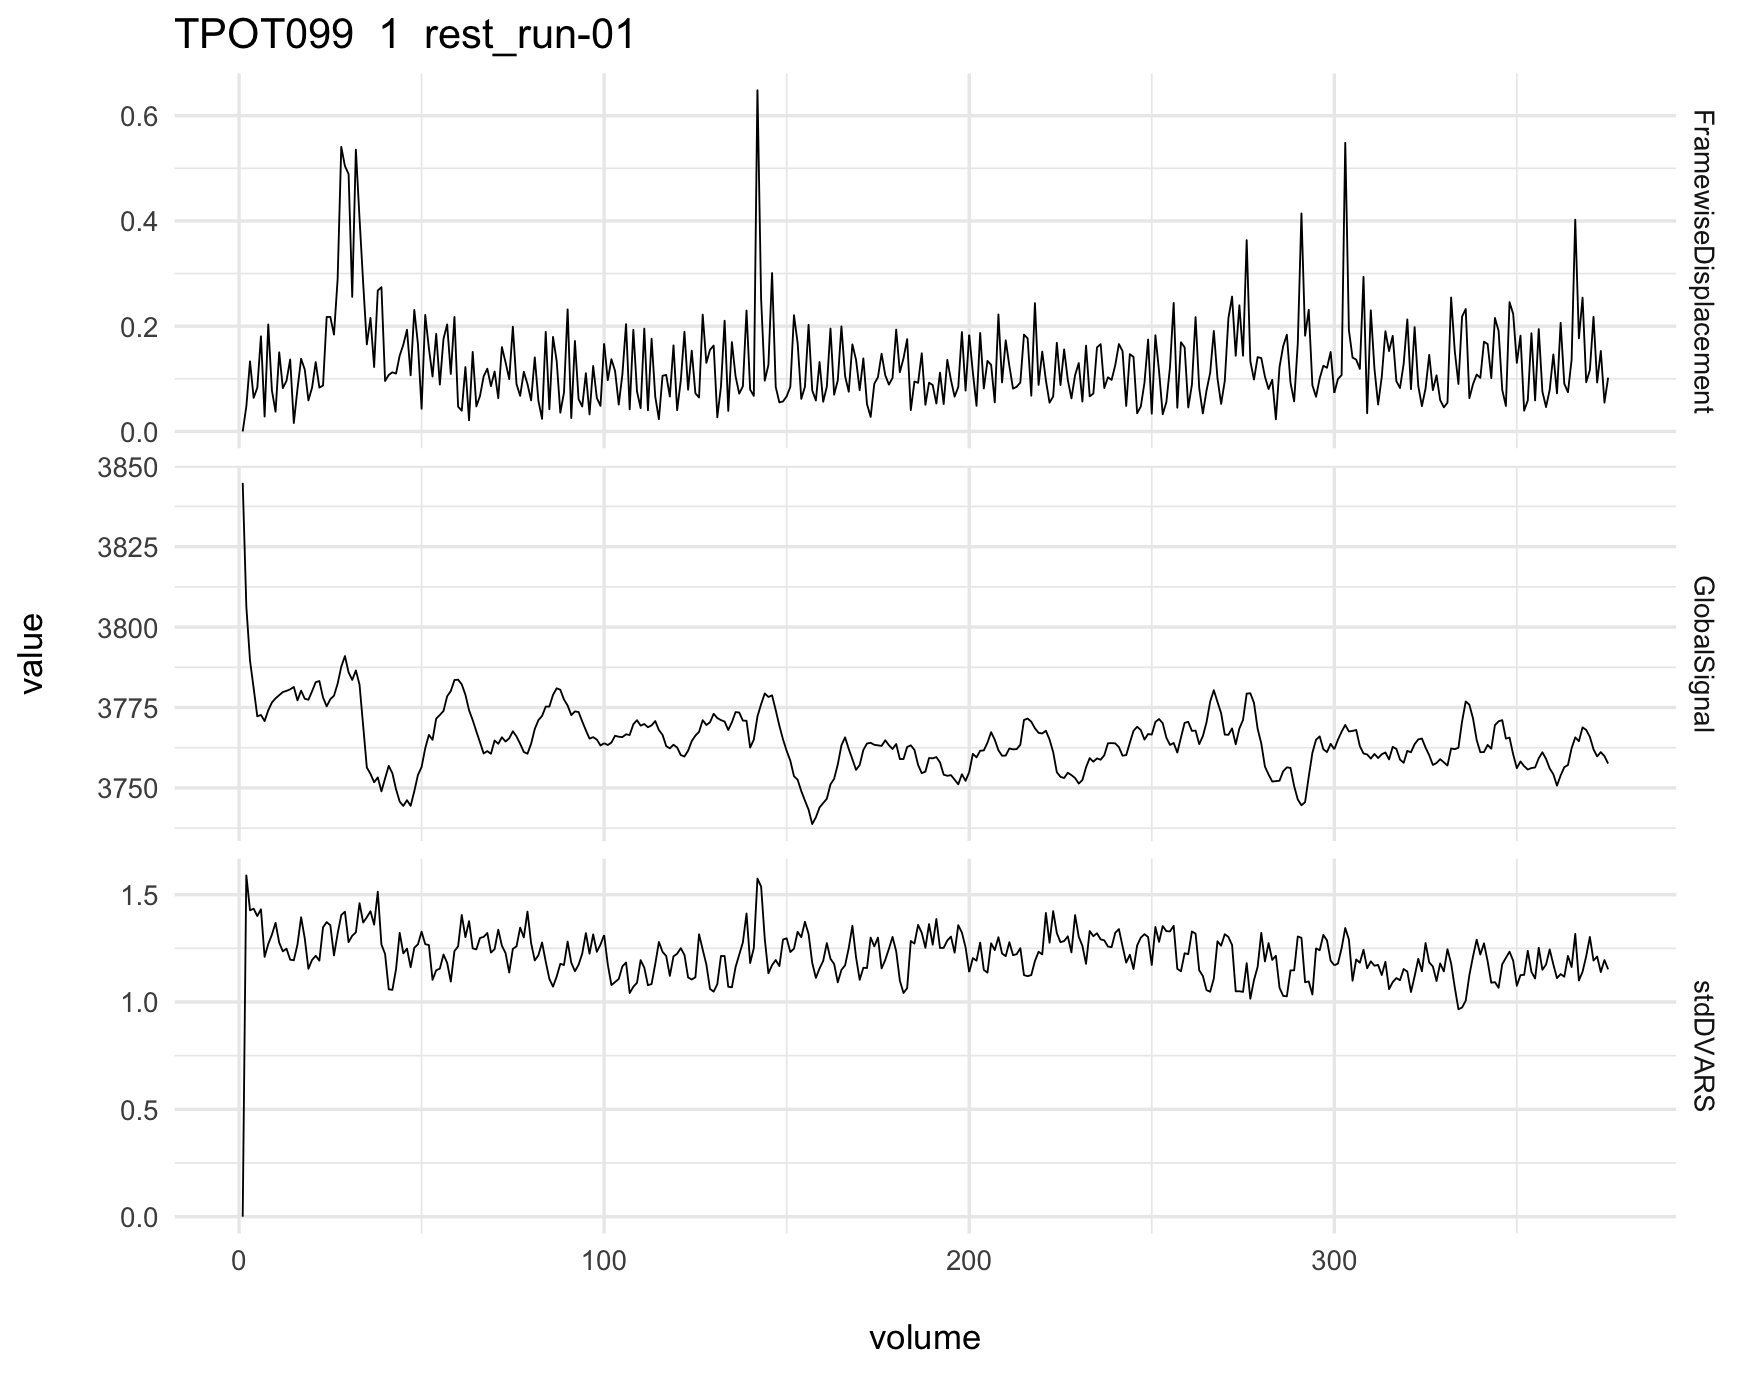 TPOT099 1 rest_run-01
0.6
0.4
0.2
0.0
FramewiseDisplacement
3850
3825
3800
3775
3750
GlobalSignal
1.5
1.0
0.5
0.0
stdDVARS
value
0 100 200 300
volume